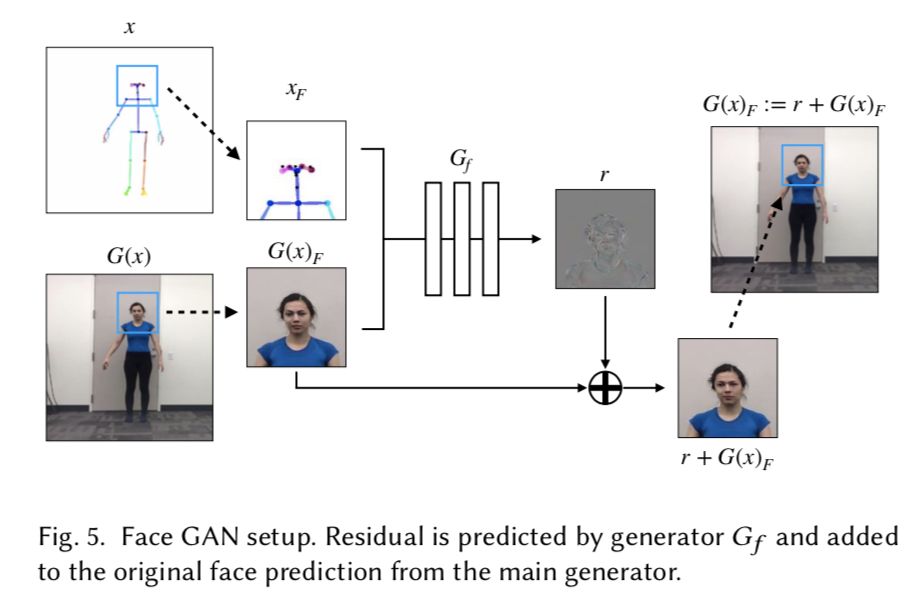 x
x_F
G(x)_F := r + G(x)_F
G_f
r
G(x)
G(x)_F
r + G(x)_F
Fig. 5. Face GAN setup. Residual is predicted by generator G_f and added
to the original face prediction from the main generator.